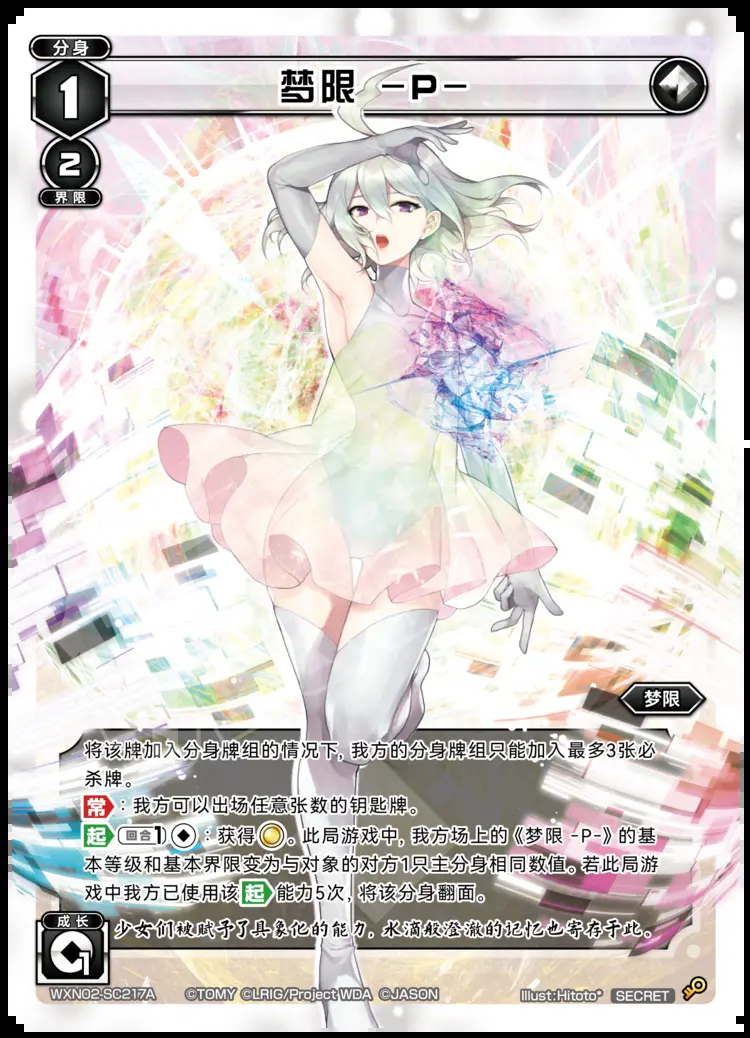 分身
1
梦限 -P-
2
界限
梦限
将该牌加入分身牌组的情况下, 我方的分身牌组只能加入最多3张必
杀牌。
常 : 我方可以出场任意张数的钥匙牌。
起 回合1 : 获得 。此局游戏中, 我方场上的《梦限 -P-》的基
本等级和基本界限变为与对象的对方1只主分身相同数值。若此局游
戏中我方已使用该 起 能力5次, 将该分身翻面。
成长
1
少女们被赋予了具象化的能力, 水滴般澄澈的记忆也寄存于此。
WXN02-SC217A ©TOMY ©LRIG/Project WDA ©JASON Illust:Hitoto* SECRET